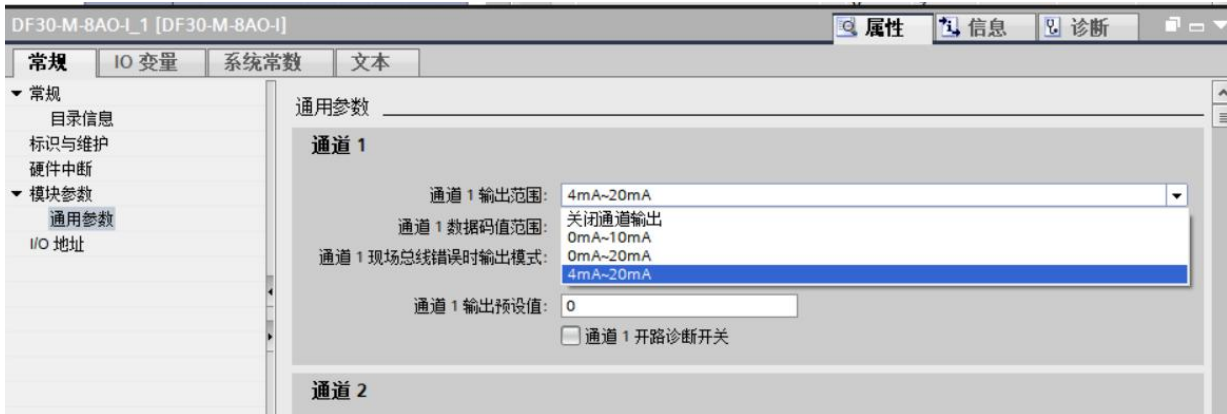 DF30-M-8AO-I_1 [DF30-M-8AO-I]
属性
信息
诊断
常规
IO 变量
系统常数
文本
常规
目录信息
标识与维护
硬件中断
模块参数
通用参数
I/O 地址
通用参数
通道 1
通道 1 输出范围: 4mA~20mA
通道 1 数据码值范围:
通道 1 现场总线错误时输出模式:
关闭通道输出
0mA~10mA
0mA~20mA
4mA~20mA
通道 1 输出预设值: 0
通道 1 开路诊断开关
通道 2